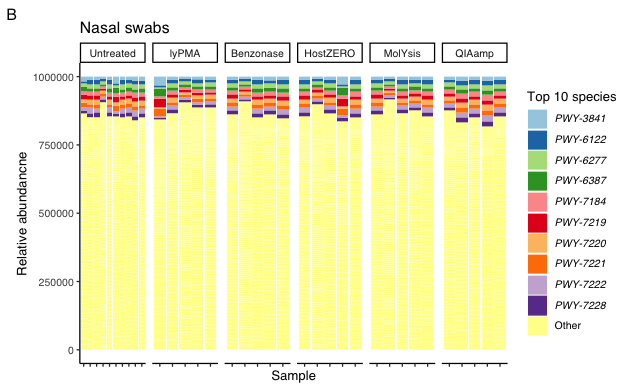 B
Nasal swabs
Untreated
lyPMA
Benzonase
HostZERO
MolYsis
QIAamp
Relative abundancne
1000000
750000
500000
250000
0
Sample
Top 10 species
PWY-3841
PWY-6122
PWY-6277
PWY-6387
PWY-7184
PWY-7219
PWY-7220
PWY-7221
PWY-7222
PWY-7228
Other